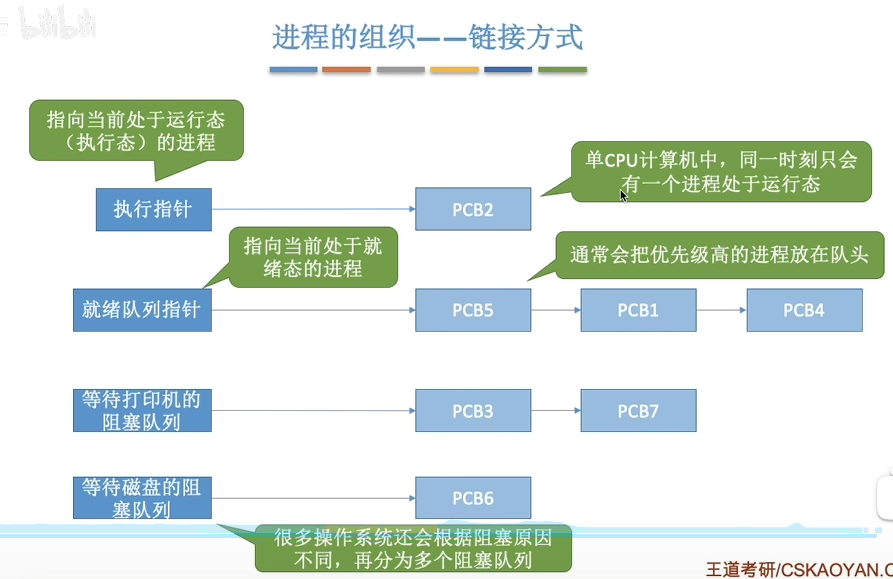 bilibili
进程的组织——链接方式
指向当前处于运行态
（执行态）的进程
单CPU计算机中，同一时刻只会
有一个进程处于运行态
执行指针
PCB2
指向当前处于就
绪态的进程
通常会把优先级高的进程放在队头
就绪队列指针
PCB5
PCB1
PCB4
等待打印机的
阻塞队列
PCB3
PCB7
等待磁盘的阻
塞队列
PCB6
很多操作系统还会根据阻塞原因
不同，再分为多个阻塞队列
王道考研/CSKAOYAN.C